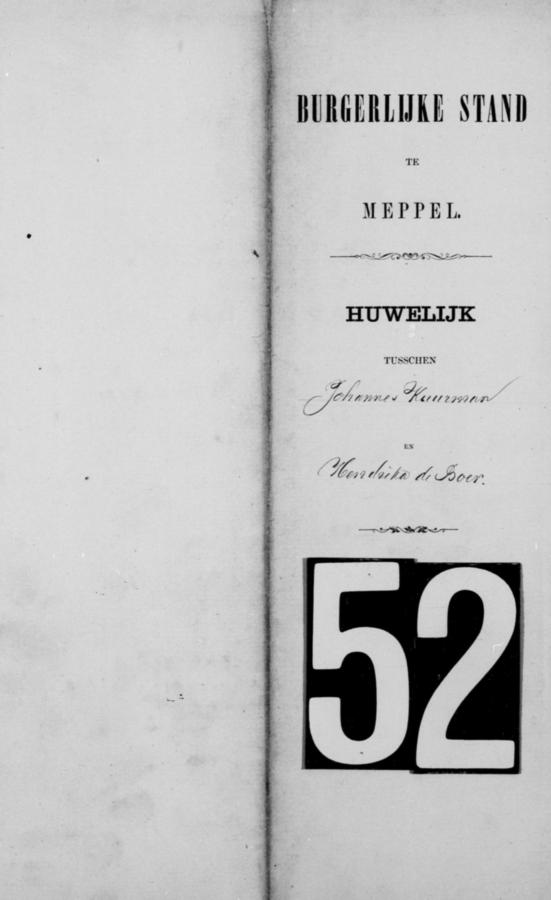 BURGERLIJKE STAND
TE
MEPPEL.
HUWELIJK
TUSSCHEN
Johannes Kuurman
EN
Hendrika de Boer.
52